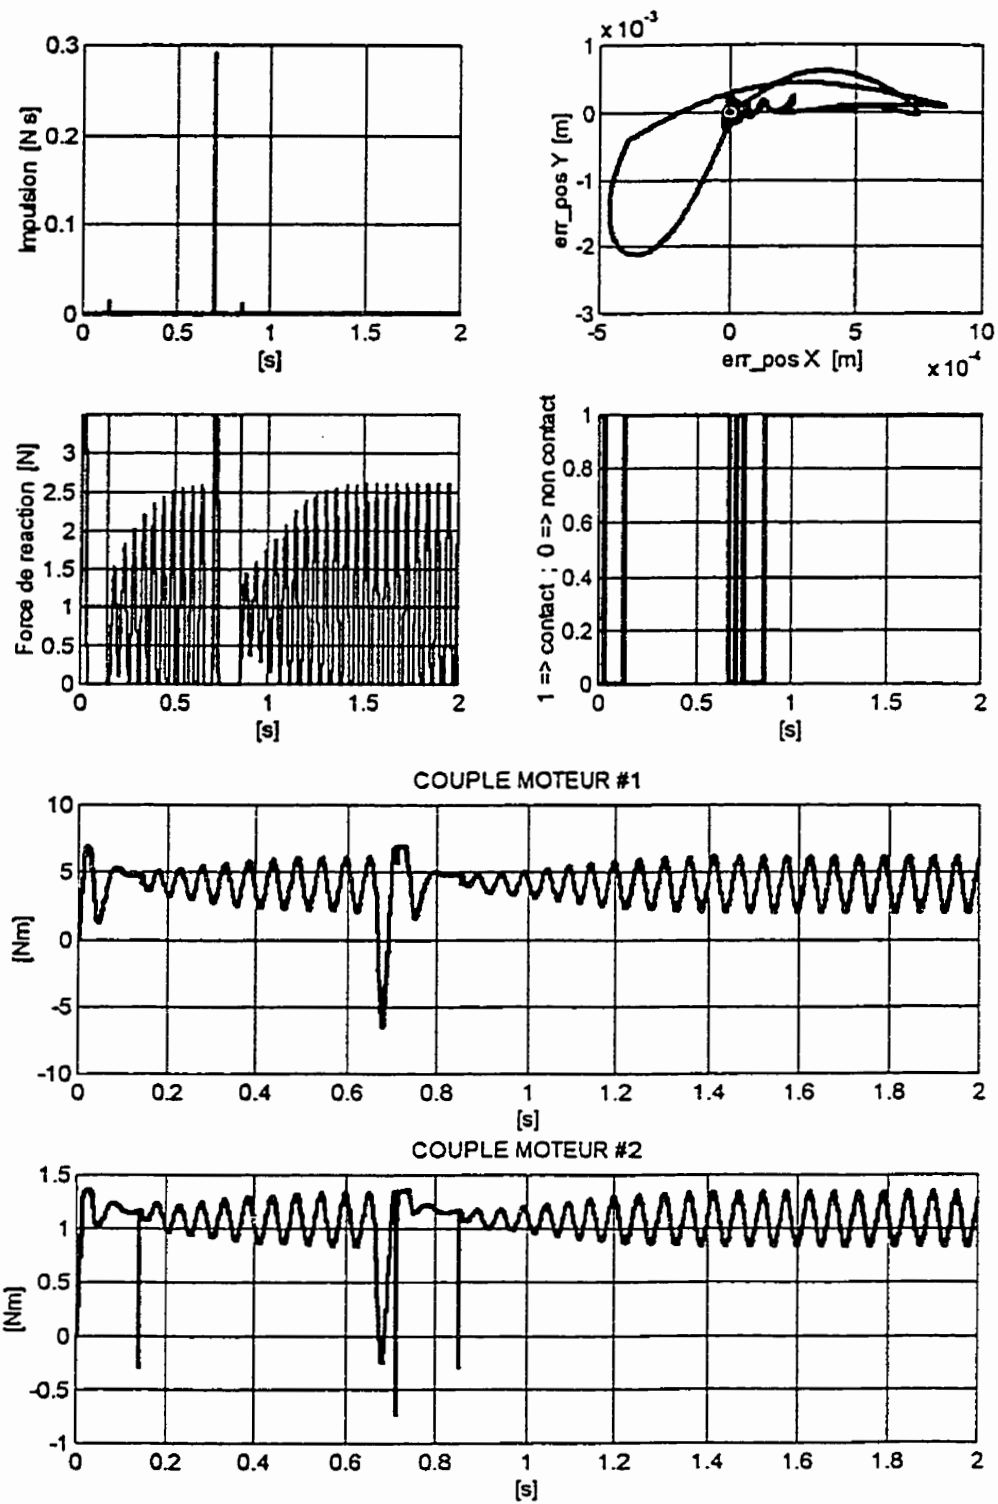 0.3
0.2
0.1
0
Impulsion [N s]
0 0.5 1 1.5 2
[s]
x 10^-3
1
0
-1
-2
-3
err_pos Y [m]
-5 0 5 10
err_pos X [m]
x 10^-4
3
2.5
2
1.5
1
0.5
0
Force de reaction [N]
0 0.5 1 1.5 2
[s]
1
0.8
0.6
0.4
0.2
0
1 => contact ; 0 => non contact
0 0.5 1 1.5 2
[s]
COUPLE MOTEUR #1
10
5
0
-5
-10
[Nm]
0 0.2 0.4 0.6 0.8 1 1.2 1.4 1.6 1.8 2
[s]
COUPLE MOTEUR #2
1.5
1
0.5
0
-0.5
-1
[Nm]
0 0.2 0.4 0.6 0.8 1 1.2 1.4 1.6 1.8 2
[s]